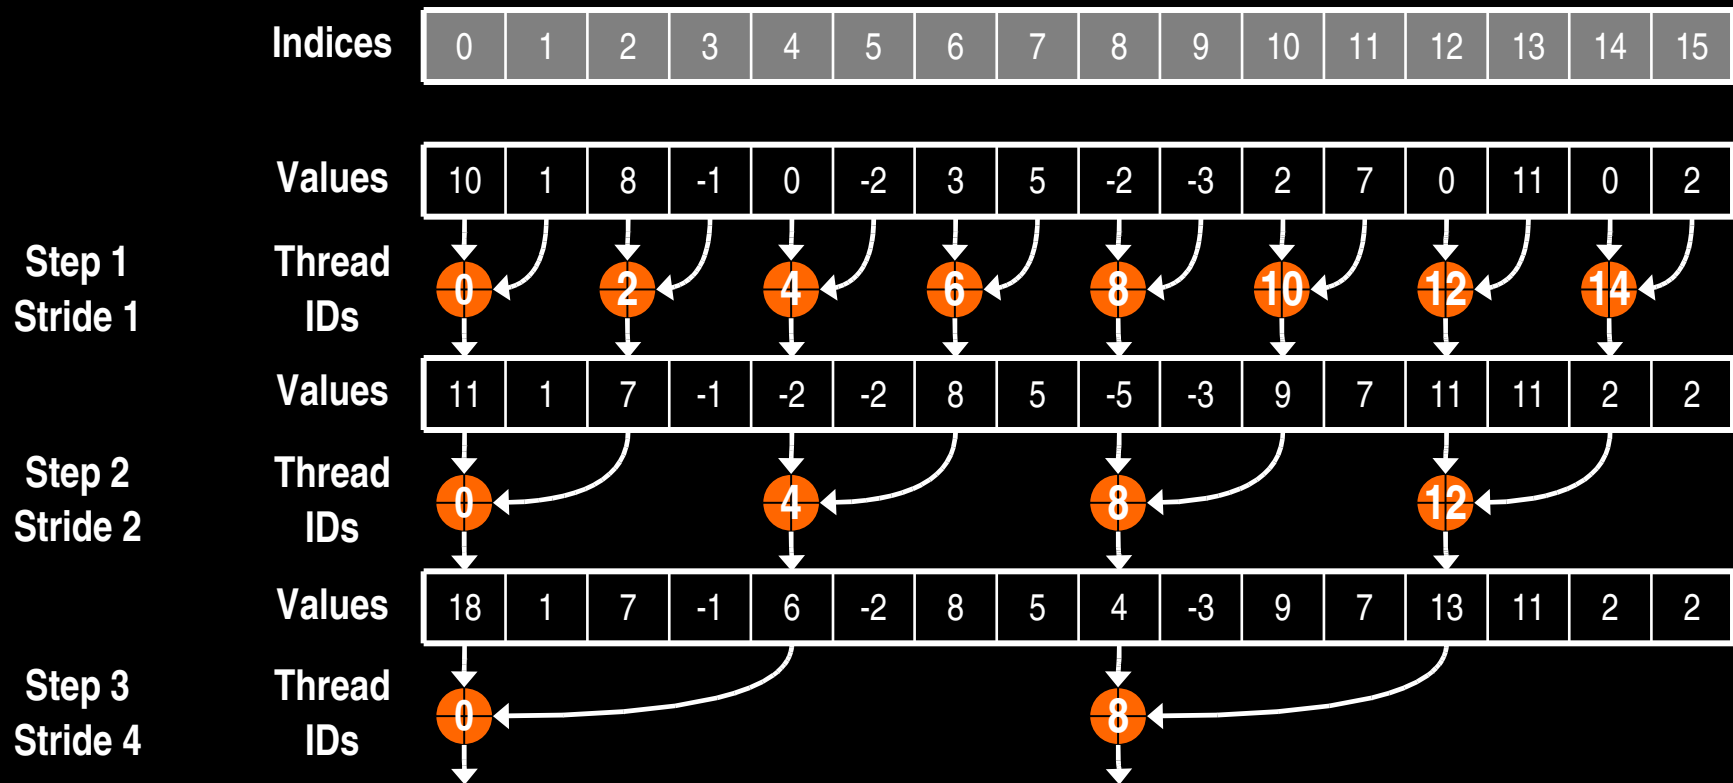 Indices 0 1 2 3 4 5 6 7 8 9 10 11 12 13 14 15
Values 10 1 8 -1 0 -2 3 5 -2 -3 2 7 0 11 0 2
Step 1
Stride 1
Thread
IDs
0 2 4 6 8 10 12 14
Values 11 1 7 -1 -2 -2 8 5 -5 -3 9 7 11 11 2 2
Step 2
Stride 2
Thread
IDs
0 4 8 12
Values 18 1 7 -1 6 -2 8 5 4 -3 9 7 13 11 2 2
Step 3
Stride 4
Thread
IDs
0 8